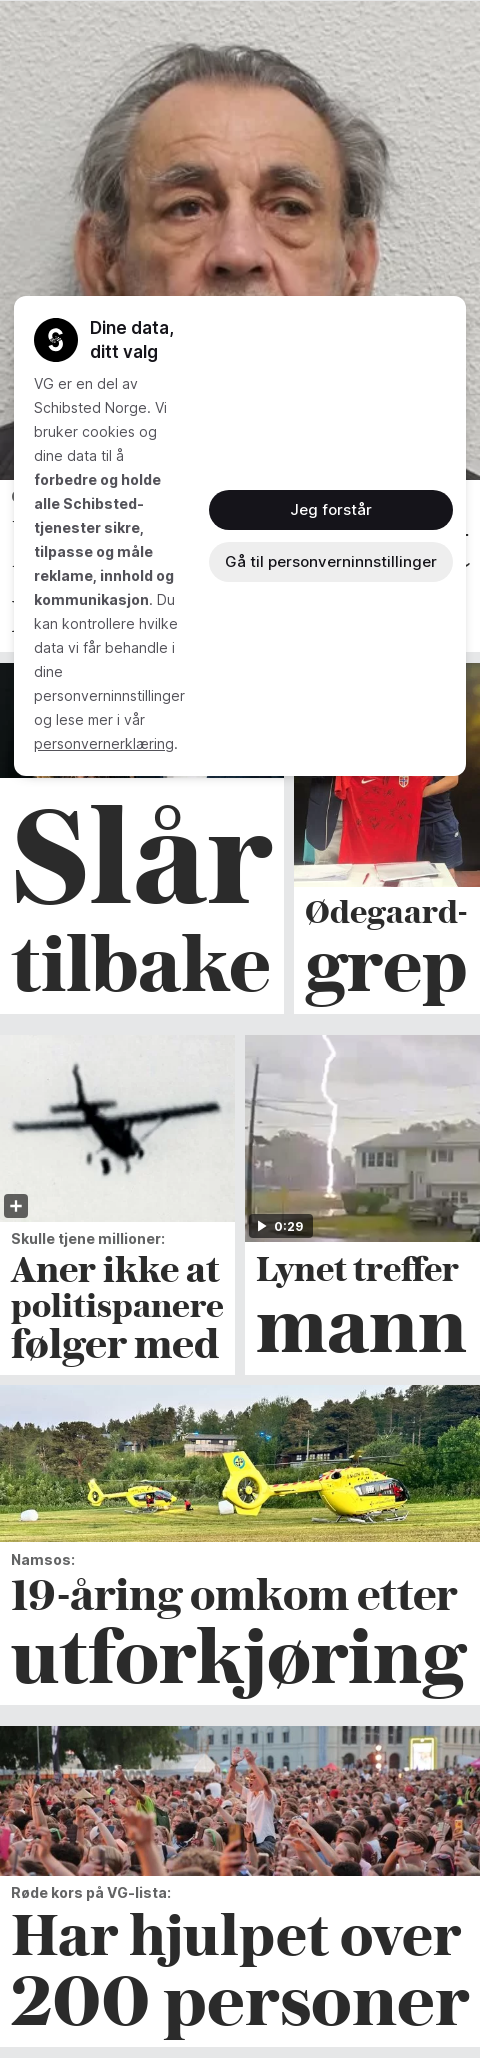 Dine data,
ditt valg
VG er en del av
Schibsted Norge. Vi
bruker cookies og
dine data til å
forbedre og holde
alle Schibsted-
tjenester sikre,
tilpasse og måle
reklame, innhold og
kommunikasjon. Du
kan kontrollere hvilke
data vi får behandle i
dine
personverninnstillinger
og lese mer i vår
personvernerklæring.
Jeg forstår
Gå til personverninnstillinger
Slår
tilbake
Ødegaard-
grep
Skulle tjene millioner:
Aner ikke at
politispanere
følger med
0:29
Lynet treffer
mann
Namsos:
19-åring omkom etter
utforkjøring
Røde kors på VG-lista:
Har hjulpet over
200 personer